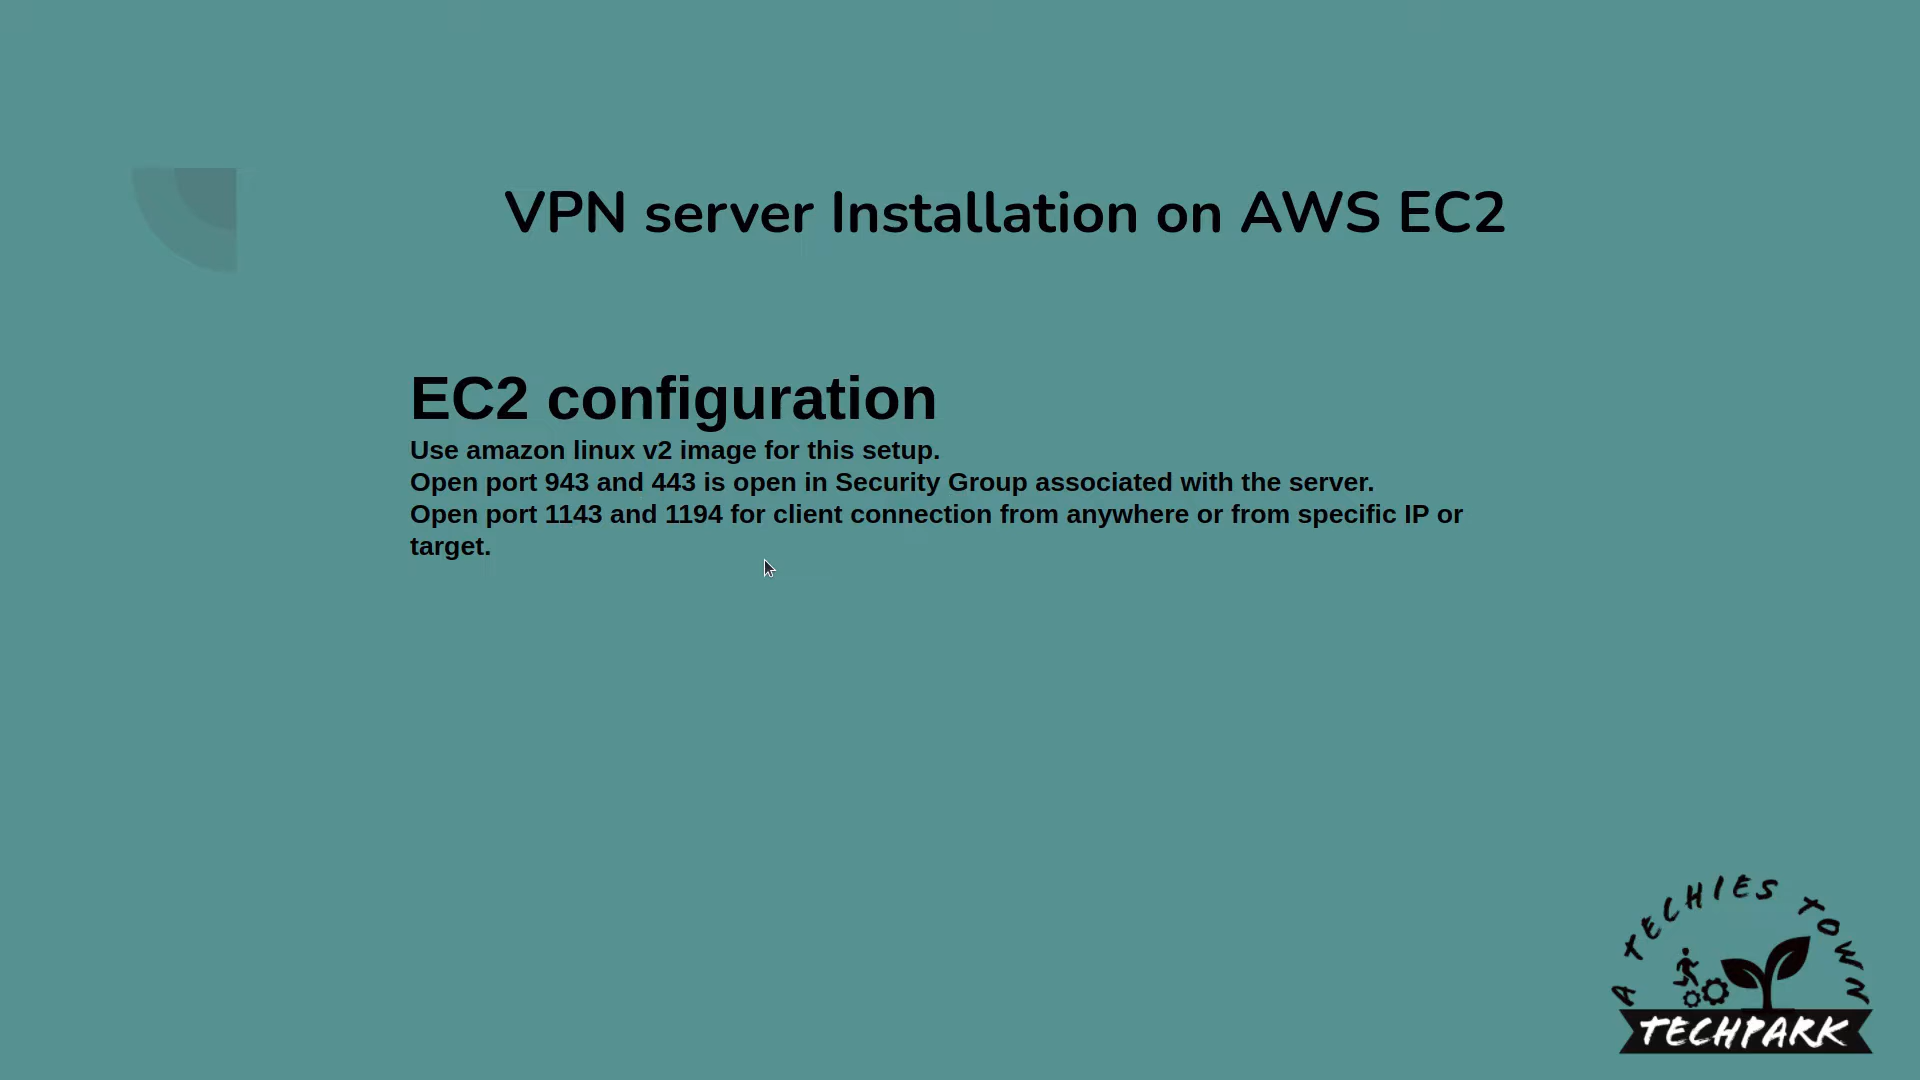 VPN server Installation on AWS EC2
EC2 configuration
Use amazon linux v2 image for this setup.
Open port 943 and 443 is open in Security Group associated with the server.
Open port 1143 and 1194 for client connection from anywhere or from specific IP or
target.
A TECHIES TOWN
TECHPARK